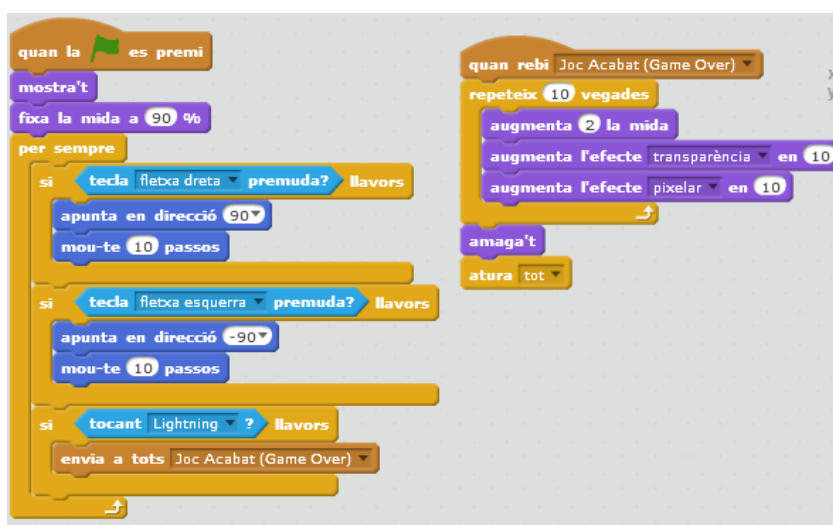 quan la es premi
mostra't
fixa la mida a 90 %
per sempre
si tecla fletxa dreta premuda? llavors
apunta en direcció 90
mou-te 10 passos
si tecla fletxa esquerra premuda? llavors
apunta en direcció -90
mou-te 10 passos
si tocant Lightning ? llavors
envia a tots Joc Acabat (Game Over)
quan rebi Joc Acabat (Game Over)
repeteix 10 vegades
augmenta 2 la mida
augmenta l'efecte transparència en 10
augmenta l'efecte pixelar en 10
amaga't
atura tot
x
y